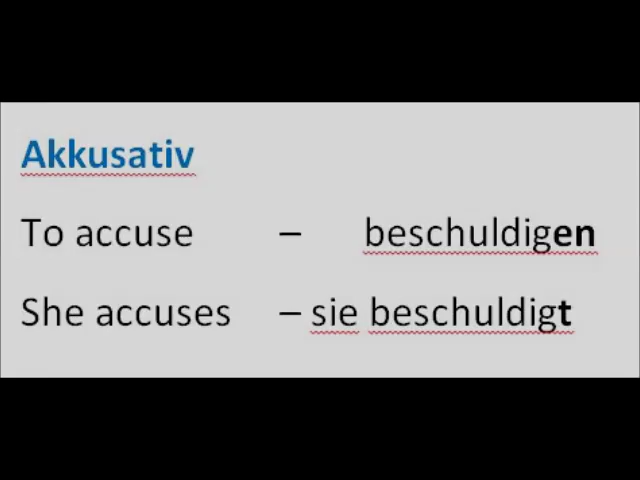 Akkusativ
To accuse – beschuldigen
She accuses – sie beschuldigt